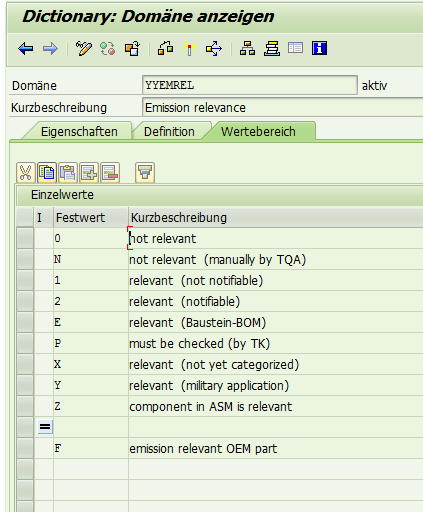 Dictionary: Domäne anzeigen
Domäne YYEMREL aktiv
Kurzbeschreibung Emission relevance
Eigenschaften Definition Wertebereich
Einzelwerte
I Festwert Kurzbeschreibung
0 not relevant
N not relevant (manually by TQA)
1 relevant (not notifiable)
2 relevant (notifiable)
E relevant (Baustein-BOM)
P must be checked (by TK)
X relevant (not yet categorized)
Y relevant (military application)
Z component in ASM is relevant
=
F emission relevant OEM part